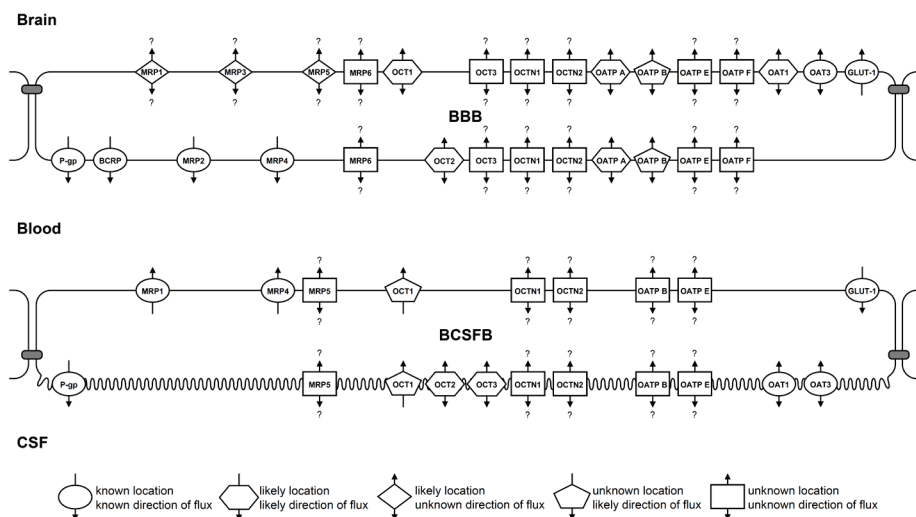 Brain
? ? ? ? ? ? ? ? ? ?
MRP1 MRP3 MRP5 MRP6 OCT1 OCT3 OCTN1 OCTN2 OATP A OATP B OATP E OATP F OAT1 OAT3 GLUT-1
? ? ? ? ? ? ? ? ?
BBB
? ? ? ? ? ?
P-gp BCRP MRP2 MRP4 MRP6 OCT2 OCT3 OCTN1 OCTN2 OATP A OATP B OATP E OATP F
? ? ? ? ? ?
Blood
? ? ? ? ?
MRP1 MRP4 MRP5 OCT1 OCTN1 OCTN2 OATP B OATP E GLUT-1
? ? ? ? ?
BCSFB
? ? ? ? ?
P-gp MRP5 OCT1 OCT2 OCT3 OCTN1 OCTN2 OATP B OATP E OAT1 OAT3
? ? ? ? ?
CSF
known location likely location likely location unknown location unknown location
known direction of flux likely direction of flux unknown direction of flux likely direction of flux unknown direction of flux